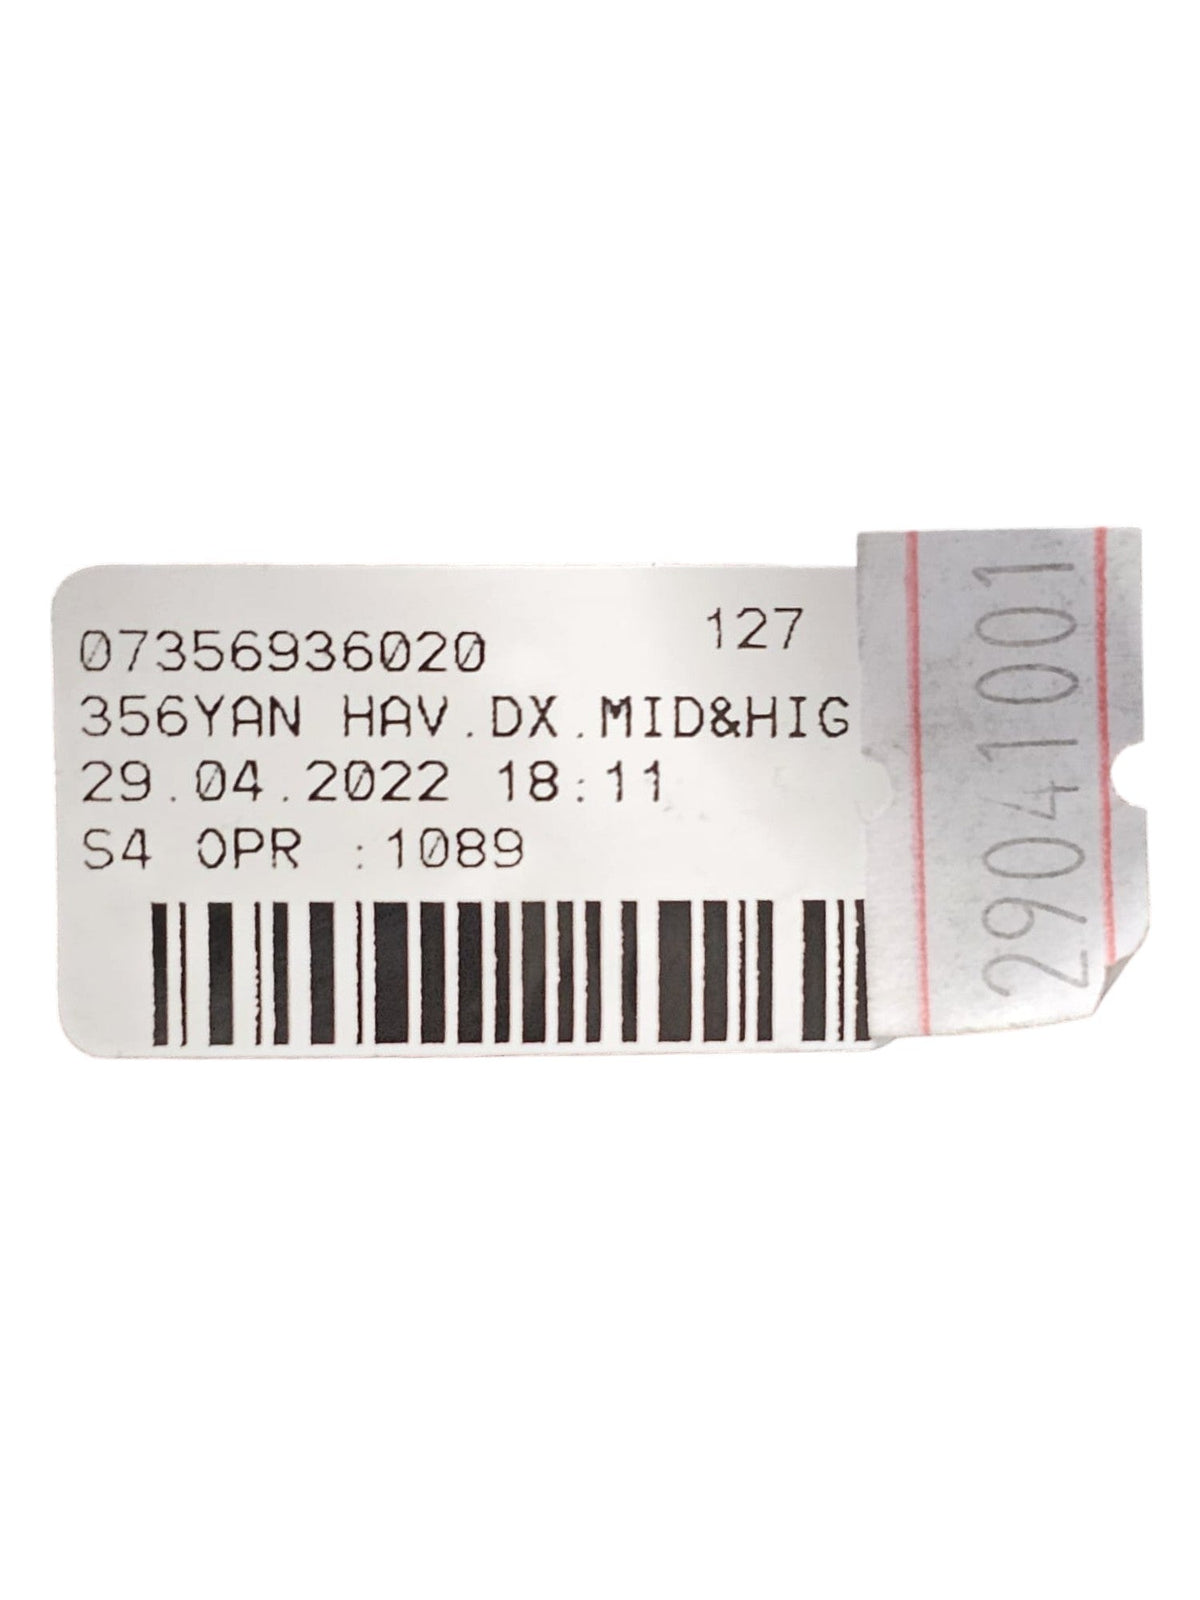 07356936020
127
356YAN HAV.DX.MID&HIG
29.04.2022 18:11
S4 OPR :1089
29041001